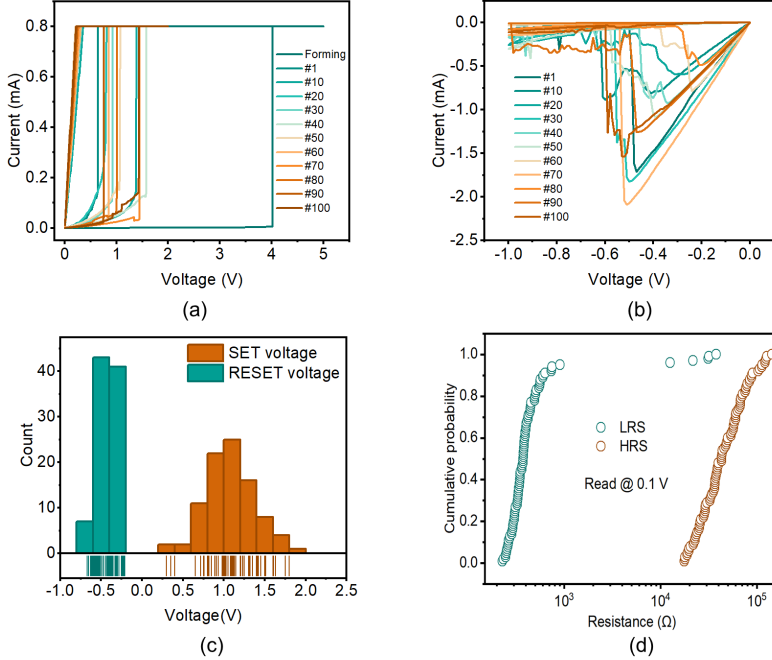 0.8
0.6
0.4
0.2
0.0
Current (mA)
Forming
#1
#10
#20
#30
#40
#50
#60
#70
#80
#90
#100
0 1 2 3 4 5
Voltage (V)
(a)
0.0
-0.5
-1.0
-1.5
-2.0
-2.5
Current (mA)
#1
#10
#20
#30
#40
#50
#60
#70
#80
#90
#100
-1.0 -0.8 -0.6 -0.4 -0.2 0.0
Voltage (V)
(b)
SET voltage
RESET voltage
40
20
0
Count
-1.0 -0.5 0.0 0.5 1.0 1.5 2.0 2.5
Voltage(V)
(c)
1.0
0.8
0.6
0.4
0.2
0.0
Cumulative probability
LRS
HRS
Read @ 0.1 V
10³ 10⁴ 10⁵
Resistance (Ω)
(d)